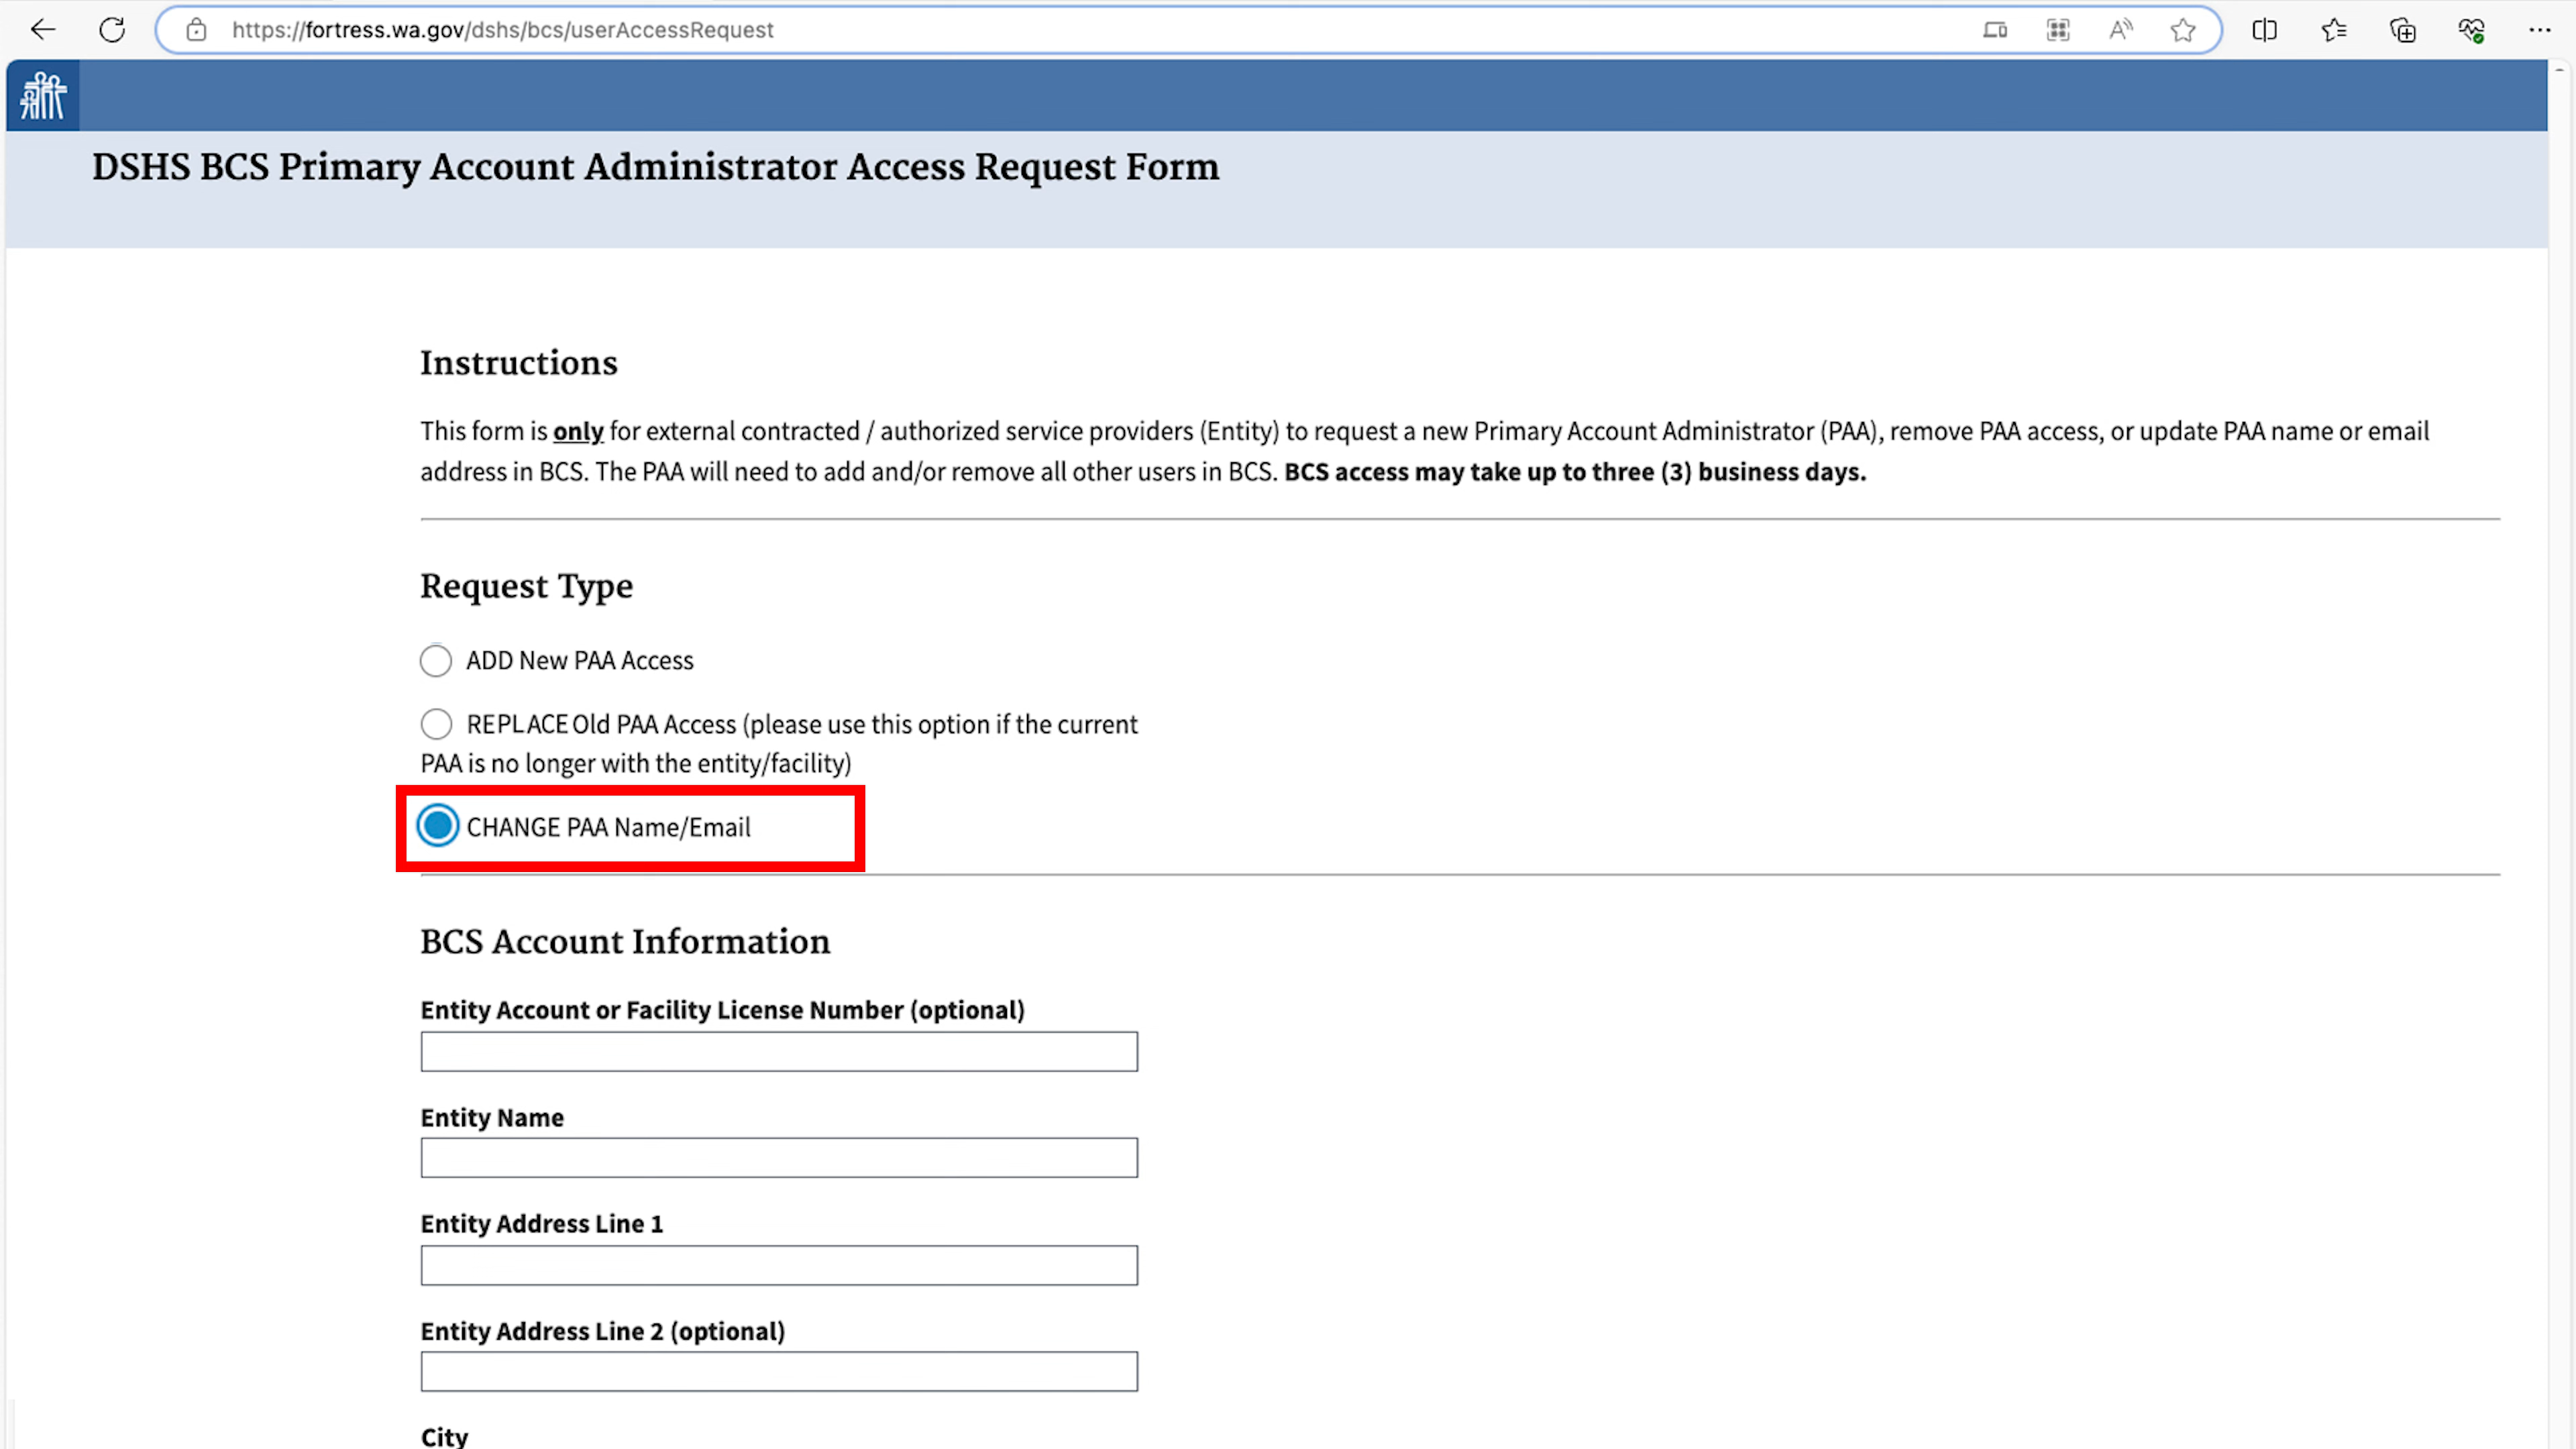 https://fortress.wa.gov/dshs/bcs/userAccessRequest
DSHS BCS Primary Account Administrator Access Request Form
Instructions
This form is only for external contracted / authorized service providers (Entity) to request a new Primary Account Administrator (PAA), remove PAA access, or update PAA name or email
address in BCS. The PAA will need to add and/or remove all other users in BCS. BCS access may take up to three (3) business days.
Request Type
ADD New PAA Access
REPLACE Old PAA Access (please use this option if the current
PAA is no longer with the entity/facility)
CHANGE PAA Name/Email
BCS Account Information
Entity Account or Facility License Number (optional)
Entity Name
Entity Address Line 1
Entity Address Line 2 (optional)
City